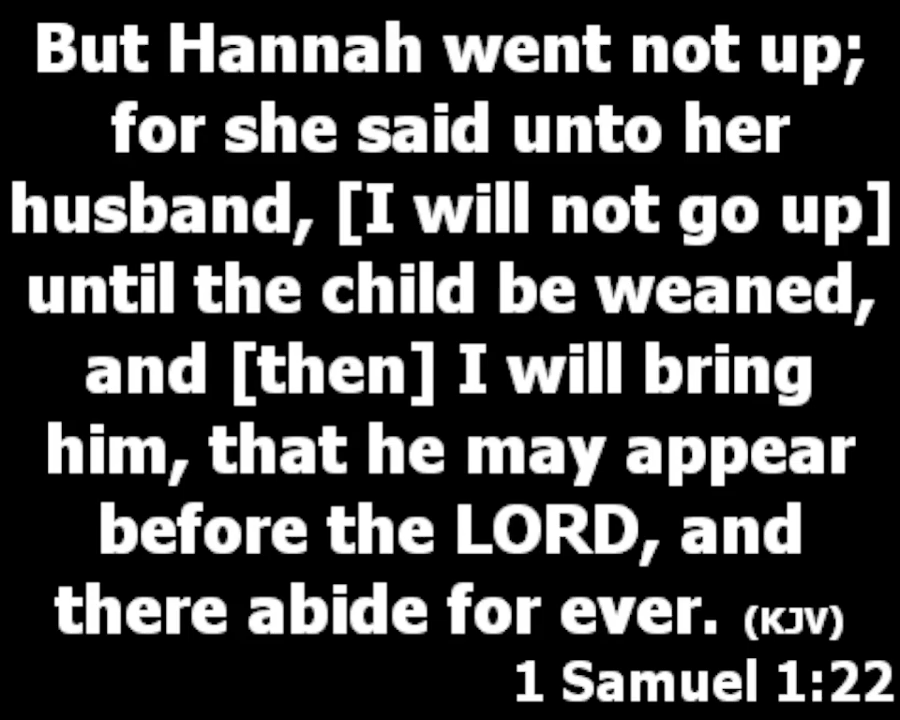 But Hannah went not up;
for she said unto her
husband, [I will not go up]
until the child be weaned,
and [then] I will bring
him, that he may appear
before the LORD, and
there abide for ever. (KJV)
1 Samuel 1:22